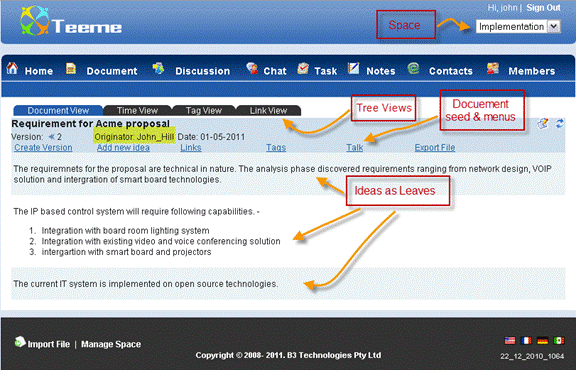 Hi, john | Sign Out
Teeme
Space
Implementation
Home Document Discussion Chat Task Notes Contacts Members
Document View Time View Tag View Link View
Tree Views
Docuement
seed & menus
Requirement for Acme proposal
Version: « 2 Originator: John_Hill Date: 01-05-2011
Create Version Add new idea Links Tags Talk Export File
The requiremnets for the proposal are technical in nature. The analysis phase discovered requirements ranging from network design, VOIP
solution and intergration of smart board technologies.
Ideas as Leaves
The IP based control system will require following capabilities. -
1. Integration with board room lighting system
2. Integration with existing video and voice conferencing solution
3. intergartion with smart board and projectors
The current IT system is implemented on open source technologies.
Import File | Manage Space
Copyright © 2008- 2011. B3 Technologies Pty Ltd
22_12_2010_1064